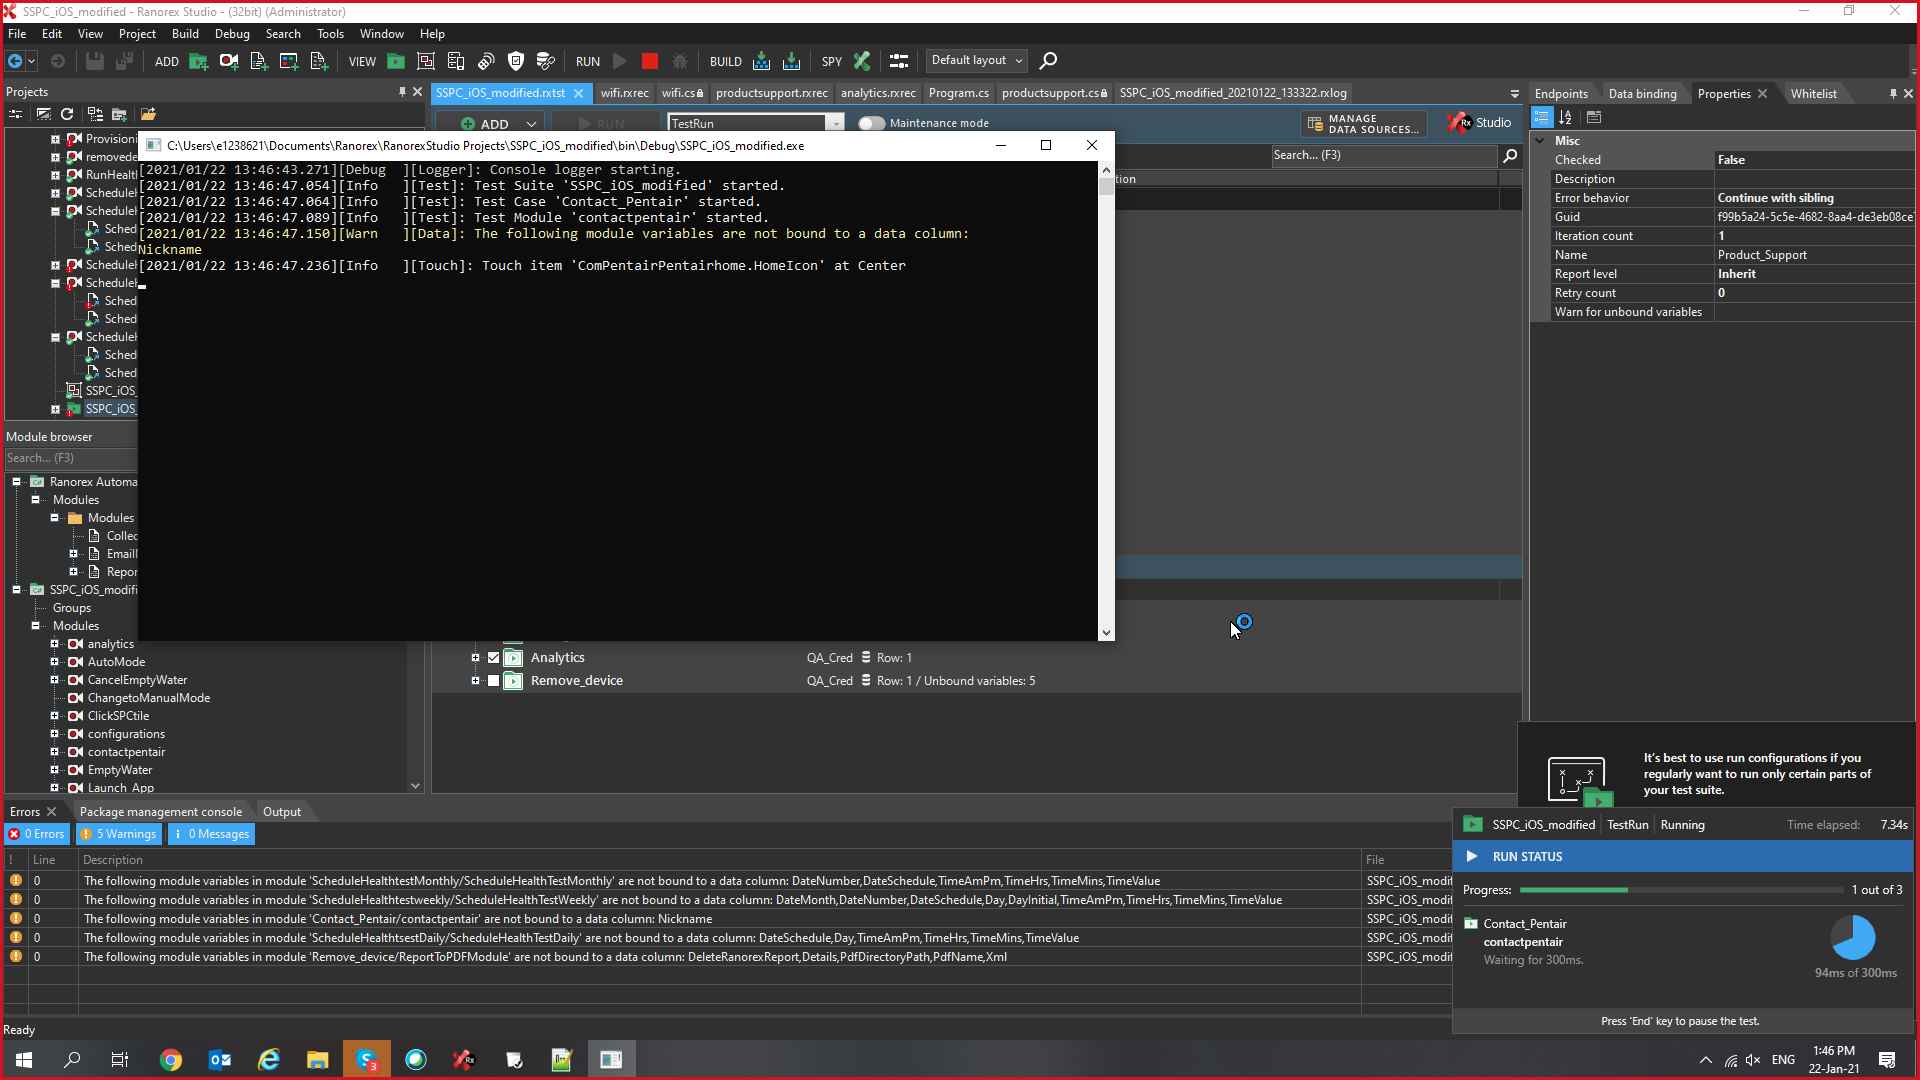 SSPC_iOS_modified - Ranorex Studio - (32bit) (Administrator)
File Edit View Project Build Debug Search Tools Window Help
ADD VIEW RUN BUILD SPY Default layout
Projects
SSPC_iOS_modified.rxtst wifi.rxrec wifi.cs productsupport.rxrec analytics.rxrec Program.cs productsupport.cs SSPC_iOS_modified_20210122_133322.rxlog
Endpoints Data binding Properties Whitelist
ADD RUN TestRun Maintenance mode MANAGE DATA SOURCES... Rx Studio
C:\Users\e1238621\Documents\Ranorex\RanorexStudio Projects\SSPC_iOS_modified\bin\Debug\SSPC_iOS_modified.exe
[2021/01/22 13:46:43.271][Debug ][Logger]: Console logger starting.
[2021/01/22 13:46:47.054][Info ][Test]: Test Suite 'SSPC_iOS_modified' started.
[2021/01/22 13:46:47.064][Info ][Test]: Test Case 'Contact_Pentair' started.
[2021/01/22 13:46:47.089][Info ][Test]: Test Module 'contactpentair' started.
[2021/01/22 13:46:47.150][Warn ][Data]: The following module variables are not bound to a data column:
Nickname
[2021/01/22 13:46:47.236][Info ][Touch]: Touch item 'ComPentairPentairhome.HomeIcon' at Center
Search... (F3)
tion
Provisioni
removede
RunHealt
Schedule
Schedule
Sched
Sched
Schedule
Schedule
Sched
Sched
Schedule
Sched
Sched
SSPC_iOS_
SSPC_iOS_
Misc
Checked False
Description
Error behavior Continue with sibling
Guid f99b5a24-5c5e-4682-8aa4-de3eb08ce
Iteration count 1
Name Product_Support
Report level Inherit
Retry count 0
Warn for unbound variables
Module browser
Search... (F3)
Ranorex Automa
Modules
Modules
Collec
Emaill
Repor
SSPC_iOS_modifi
Groups
Modules
analytics
AutoMode
CancelEmptyWater
ChangetoManualMode
ClickSPCtile
configurations
contactpentair
EmptyWater
Launch_App
Analytics QA_Cred Row: 1
Remove_device QA_Cred Row: 1 / Unbound variables: 5
It's best to use run configurations if you
regularly want to run only certain parts of
your test suite.
Errors Package management console Output
0 Errors 5 Warnings 0 Messages
! Line Description File
0 The following module variables in module 'ScheduleHealthtestMonthly/ScheduleHealthTestMonthly' are not bound to a data column: DateNumber,DateSchedule,TimeAmPm,TimeHrs,TimeMins,TimeValue SSPC_iOS_modif
0 The following module variables in module 'ScheduleHealthtestweekly/ScheduleHealthTestWeekly' are not bound to a data column: DateMonth,DateNumber,DateSchedule,Day,DayInitial,TimeAmPm,TimeHrs,TimeMins,TimeValue SSPC_iOS_modif
0 The following module variables in module 'Contact_Pentair/contactpentair' are not bound to a data column: Nickname SSPC_iOS_modif
0 The following module variables in module 'ScheduleHealthtsestDaily/ScheduleHealthTestDaily' are not bound to a data column: DateSchedule,Day,TimeAmPm,TimeHrs,TimeMins,TimeValue SSPC_iOS_modif
0 The following module variables in module 'Remove_device/ReportToPDFModule' are not bound to a data column: DeleteRanorexReport,Details,PdfDirectoryPath,PdfName,Xml SSPC_iOS_modif
SSPC_iOS_modified TestRun Running Time elapsed: 7.34s
RUN STATUS
Progress: 1 out of 3
Contact_Pentair
contactpentair
Waiting for 300ms.
94ms of 300ms
Press 'End' key to pause the test.
Ready
3
ENG
1:46 PM
22-Jan-21